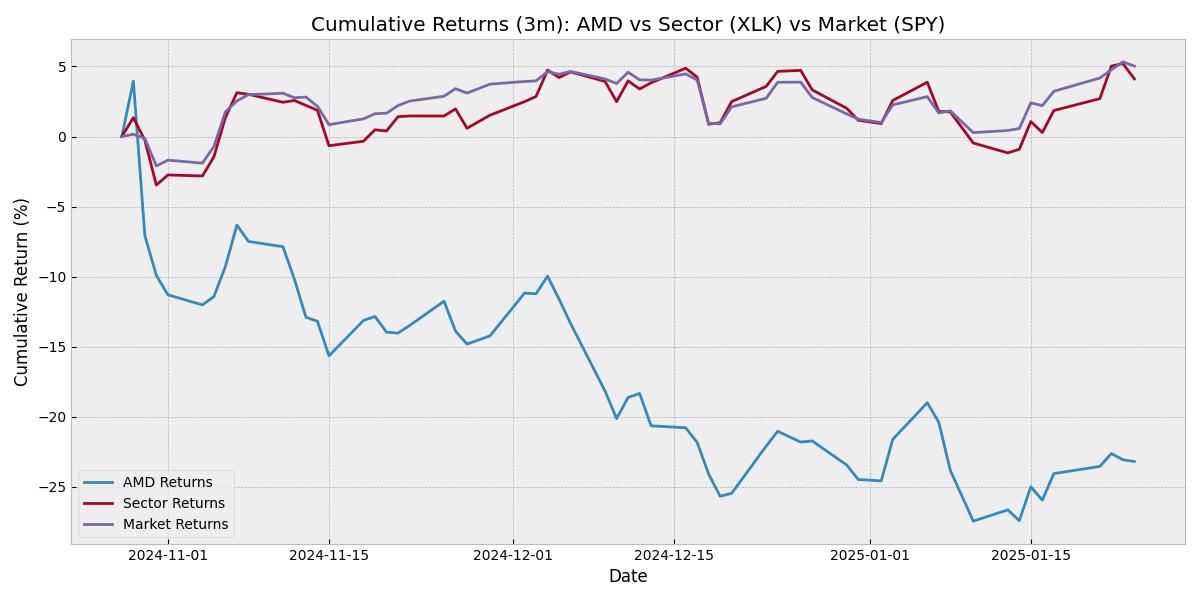 Cumulative Returns (3m): AMD vs Sector (XLK) vs Market (SPY)
Cumulative Return (%)
5
0
−5
−10
−15
−20
−25
AMD Returns
Sector Returns
Market Returns
2024-11-01
2024-11-15
2024-12-01
2024-12-15
2025-01-01
2025-01-15
Date